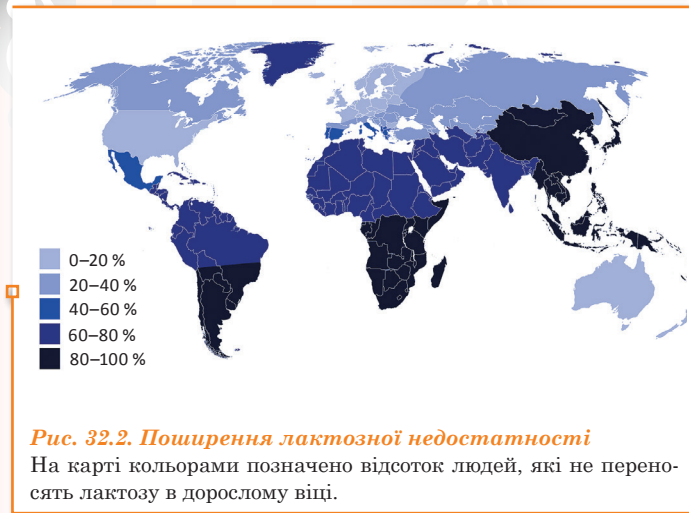 0–20 %
20–40 %
40–60 %
60–80 %
80–100 %
Рис. 32.2. Поширення лактозної недостатності
На карті кольорами позначено відсоток людей, які не перено-
сять лактозу в дорослому віці.